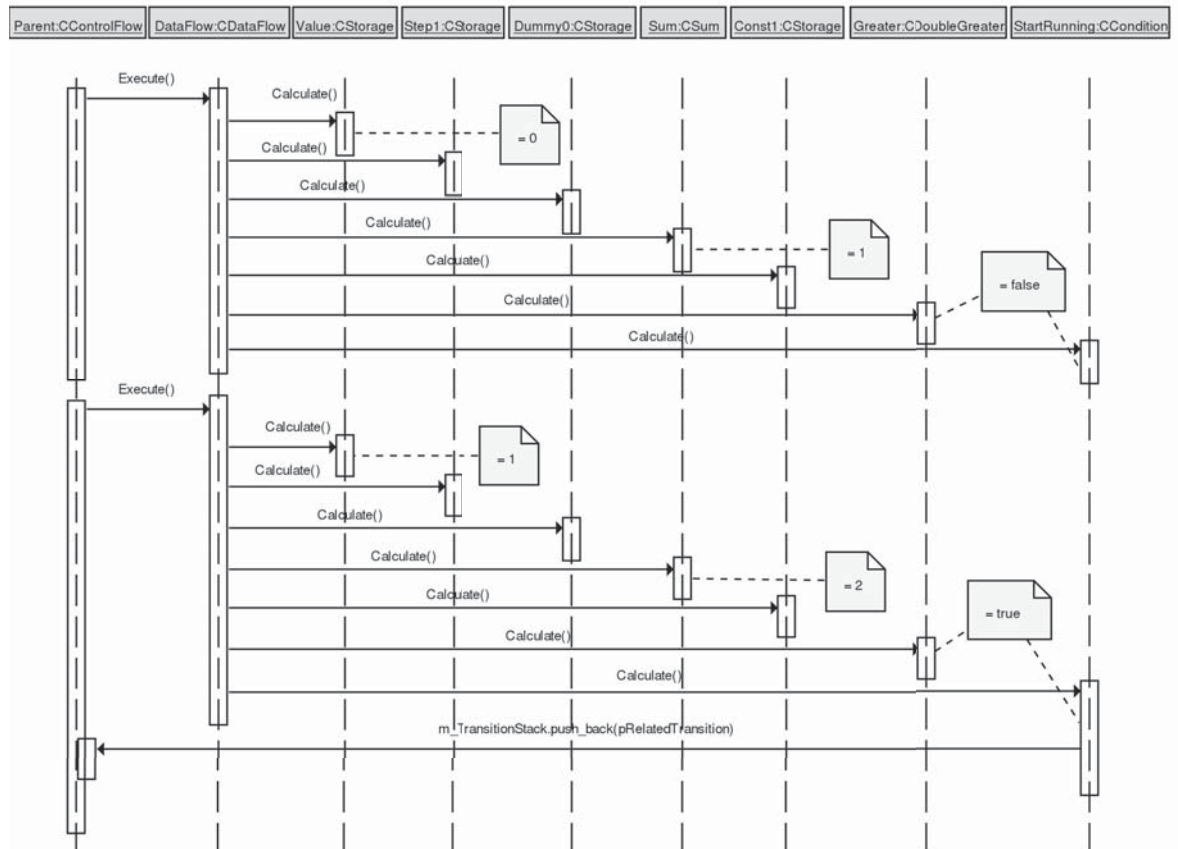 Parent:CControlFlow DataFlow:CDataFlow Value:CStorage Step1:CStorage Dummy0:CStorage Sum:CSum Const1:CStorage Greater:CDoubleGreater StartRunning:CCondition
Execute()
Calculate()
= 0
Calculate()
Calculate()
Calculate()
= 1
Calcuate()
= false
Calculate()
Calculate()
Execute()
Calculate()
= 1
Calculate()
Calculate()
Calculate()
= 2
Calcuate()
= true
Calculate()
Calculate()
m_TransitionStack.push_back(pRelatedTransition)